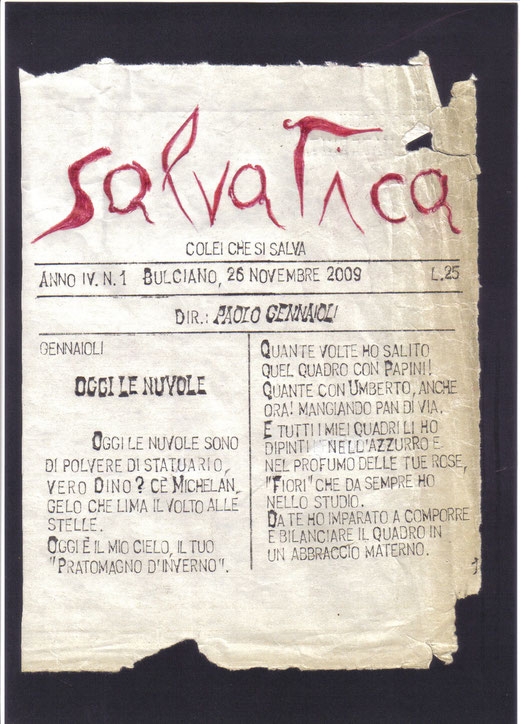 Salvatica
COLEI CHE SI SALVA
ANNO IV. N. 1 BULCIANO, 26 NOVEMBRE 2009 L.25
DIR.: PAOLO GENNAIOLI
GENNAIOLI
OGGI LE NUVOLE
OGGI LE NUVOLE SONO
DI POLVERE DI STATUARIO,
VERO DINO? CÈ MICHELAN,
GELO CHE LIMA IL VOLTO ALLE
STELLE.
OGGI È IL MIO CIELO, IL TUO
"PRATOMAGNO D'INVERNO".
QUANTE VOLTE HO SALITO
QUEL QUADRO CON PAPINI!
QUANTE CON UMBERTO, ANCHE
ORA! MANGIANDO PAN DI VIA.
E TUTTI I MIEI QUADRI LI HO
DIPINTI NELL'AZZURRO E
NEL PROFUMO DELLE TUE ROSE,
"FIORI" CHE DA SEMPRE HO
NELLO STUDIO.
DA TE HO IMPARATO A COMPORRE
E BILANCIARE IL QUADRO IN
UN ABBRACCIO MATERNO.